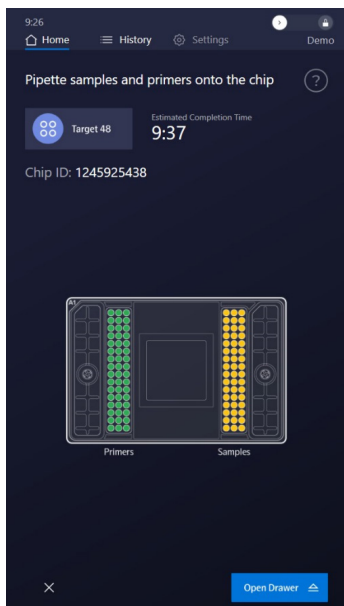 9:26
Home
History
Settings
Demo
Pipette samples and primers onto the chip
?
Target 48
Estimated Completion Time
9:37
Chip ID: 1245925438
A1
Primers
Samples
Open Drawer